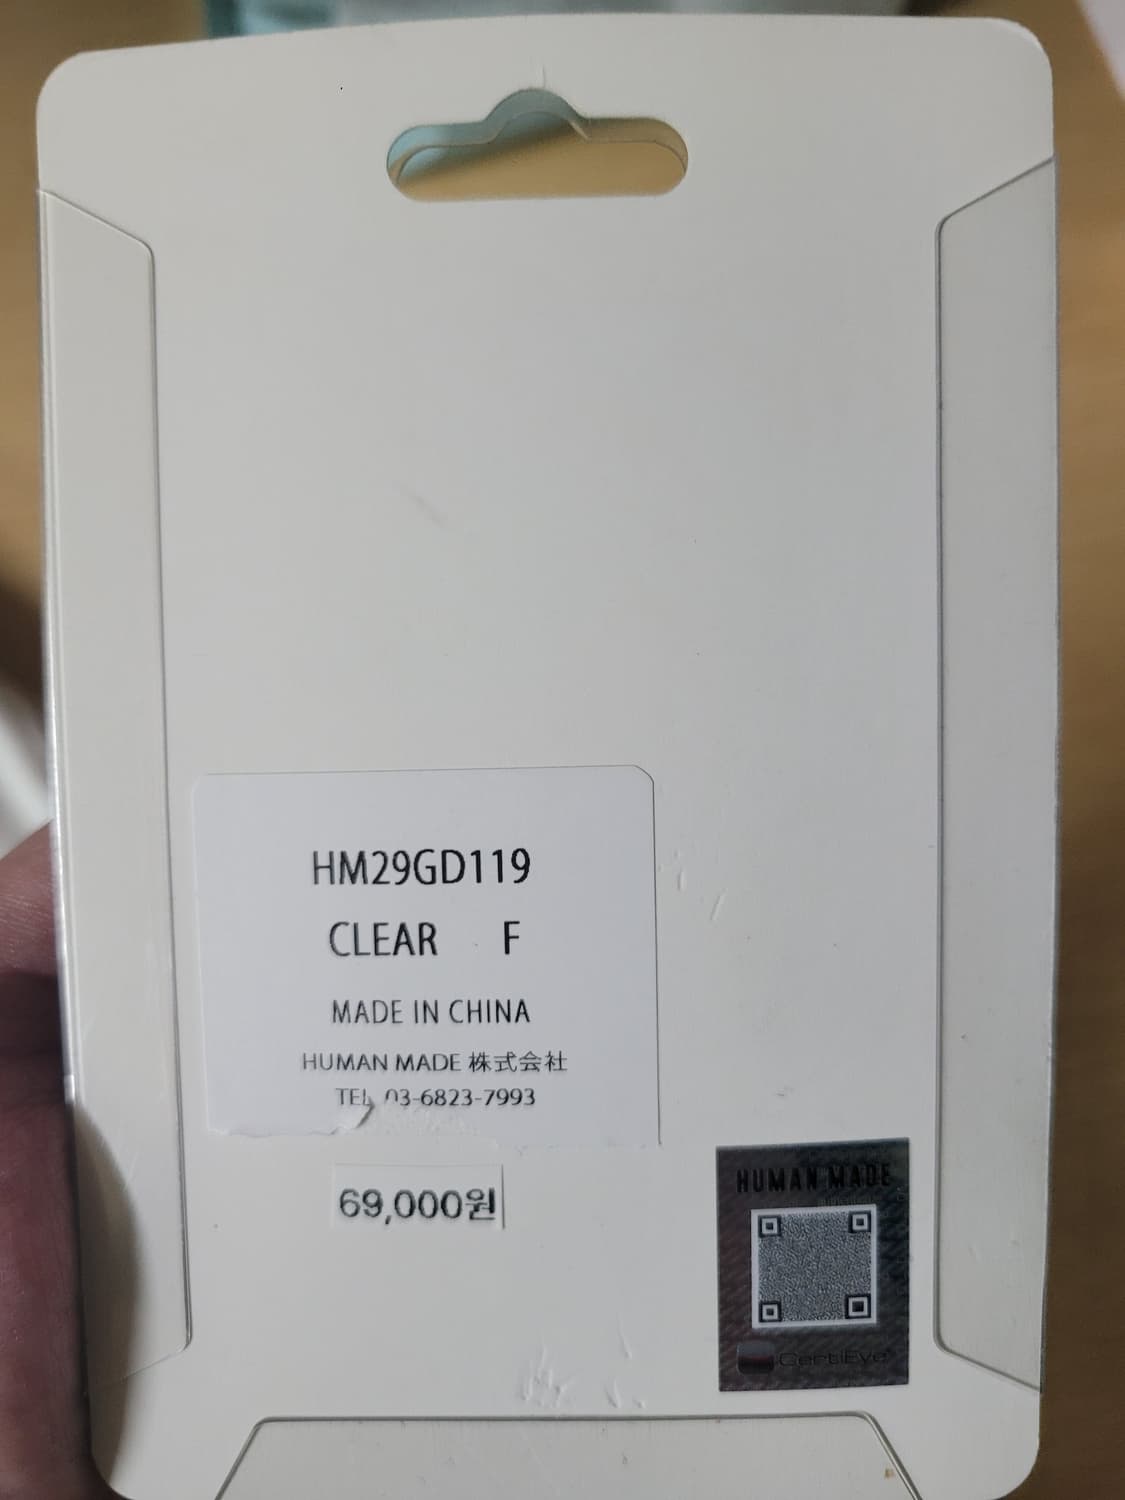 HM29GD119
CLEAR F
MADE IN CHINA
HUMAN MADE 株式会社
TEL 03-6823-7993
69,000원
HUMAN MADE
CertiEye